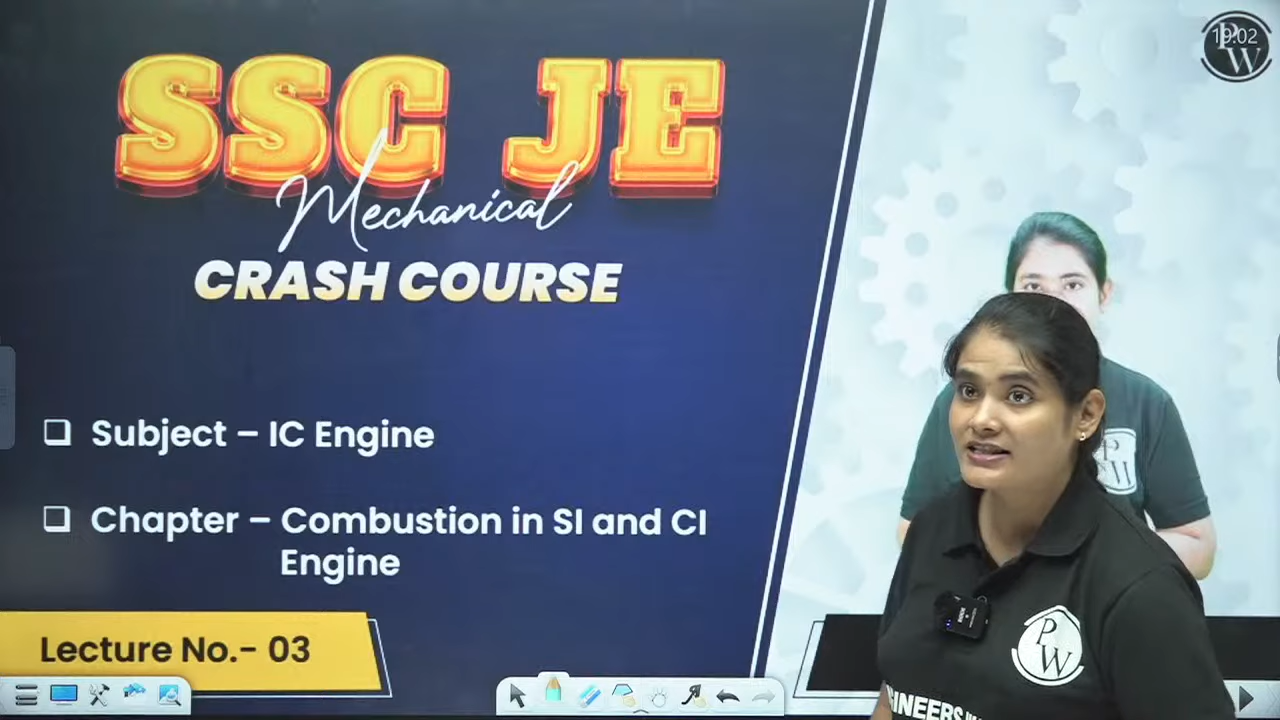 SSC JE
Mechanical
CRASH COURSE
19:02
PW
Subject – IC Engine
Chapter – Combustion in SI and CI
Engine
Lecture No.- 03
P
W
PW